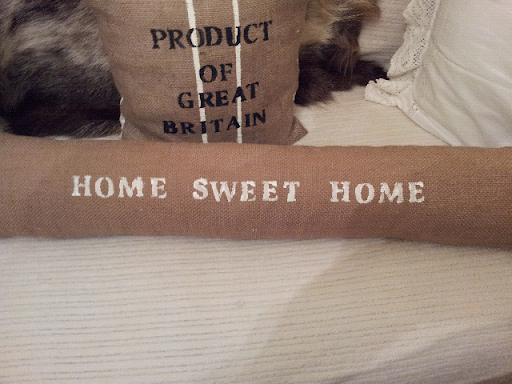 PRODUCT
OF
GREAT
BRITAIN
HOME SWEET HOME